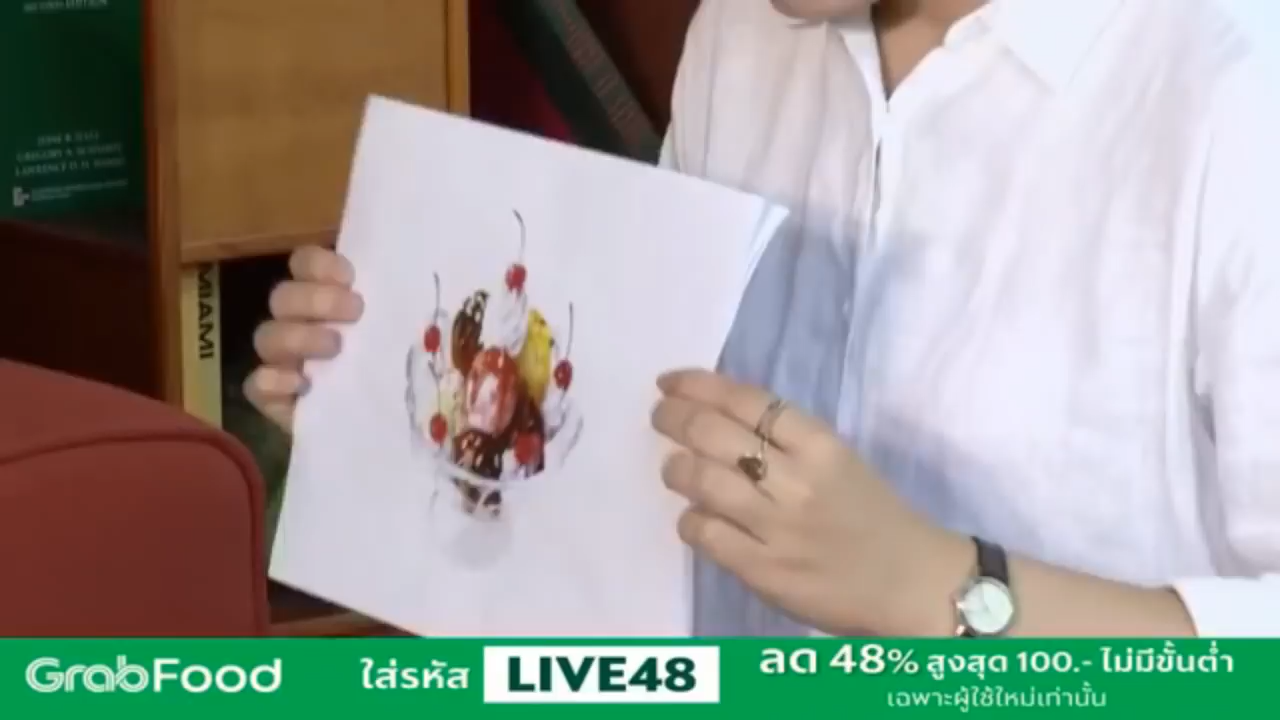 SECOND EDITION
MIAMI
GrabFood
ใส่รหัส
LIVE48
ลด 48% สูงสุด 100.- ไม่มีขั้นต่ำ
เฉพาะผู้ใช้ใหม่เท่านั้น